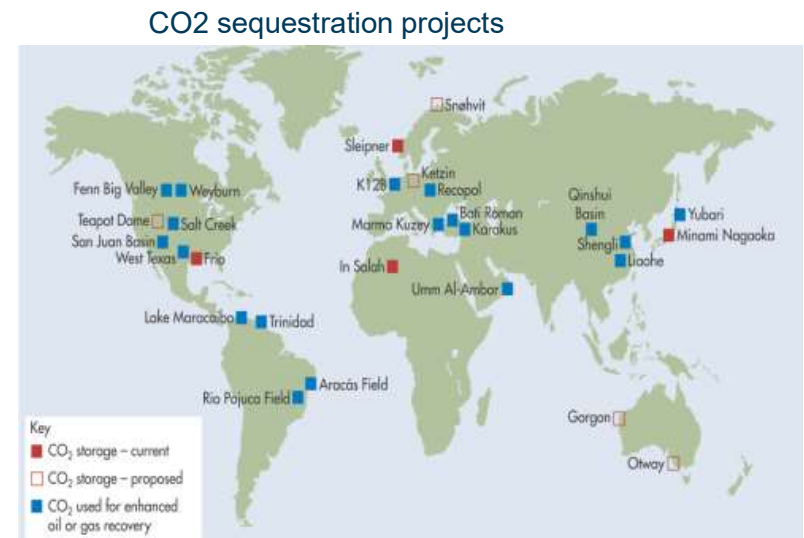 CO2 sequestration projects
Snøhvit
Sleipner
Ketzin
K12B
Recopol
Fenn Big Valley
Weyburn
Qinshui
Basin
Teapot Dome
Salt Creek
Marma Kuzey
Bati Roman
Karakus
Yubari
San Juan Basin
Shengli
Minami Nagaoka
West Texas
Frio
In Salah
Liaohe
Umm Al-Ambar
Lake Maracaibo
Trinidad
Aracás Field
Rio Pojuca Field
Gorgon
Otway
Key
CO₂ storage – current
CO₂ storage – proposed
CO₂ used for enhanced
oil or gas recovery